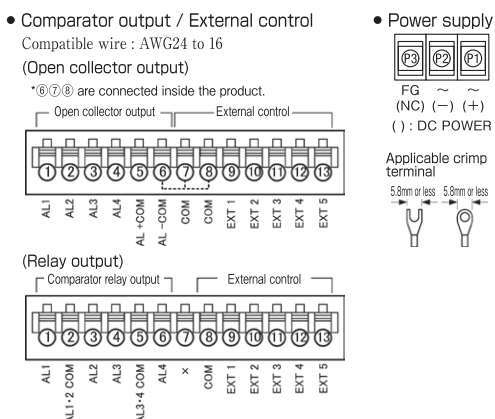 ● Comparator output / External control
Compatible wire : AWG24 to 16
(Open collector output)
*⑥⑦⑧ are connected inside the product.
Open collector output External control
① ② ③ ④ ⑤ ⑥ ⑦ ⑧ ⑨ ⑩ ⑪ ⑫ ⑬
AL1 AL2 AL3 AL4 AL +COM AL −COM COM COM EXT 1 EXT 2 EXT 3 EXT 4 EXT 5
(Relay output)
Comparator relay output External control
① ② ③ ④ ⑤ ⑥ ⑦ ⑧ ⑨ ⑩ ⑪ ⑫ ⑬
AL1 AL1・2 COM AL2 AL3 AL3・4 COM AL4 × COM EXT 1 EXT 2 EXT 3 EXT 4 EXT 5
● Power supply
P3 P2 P1
FG ~ ~
(NC) (−) (+)
( ) : DC POWER
Applicable crimp
terminal
5.8mm or less 5.8mm or less